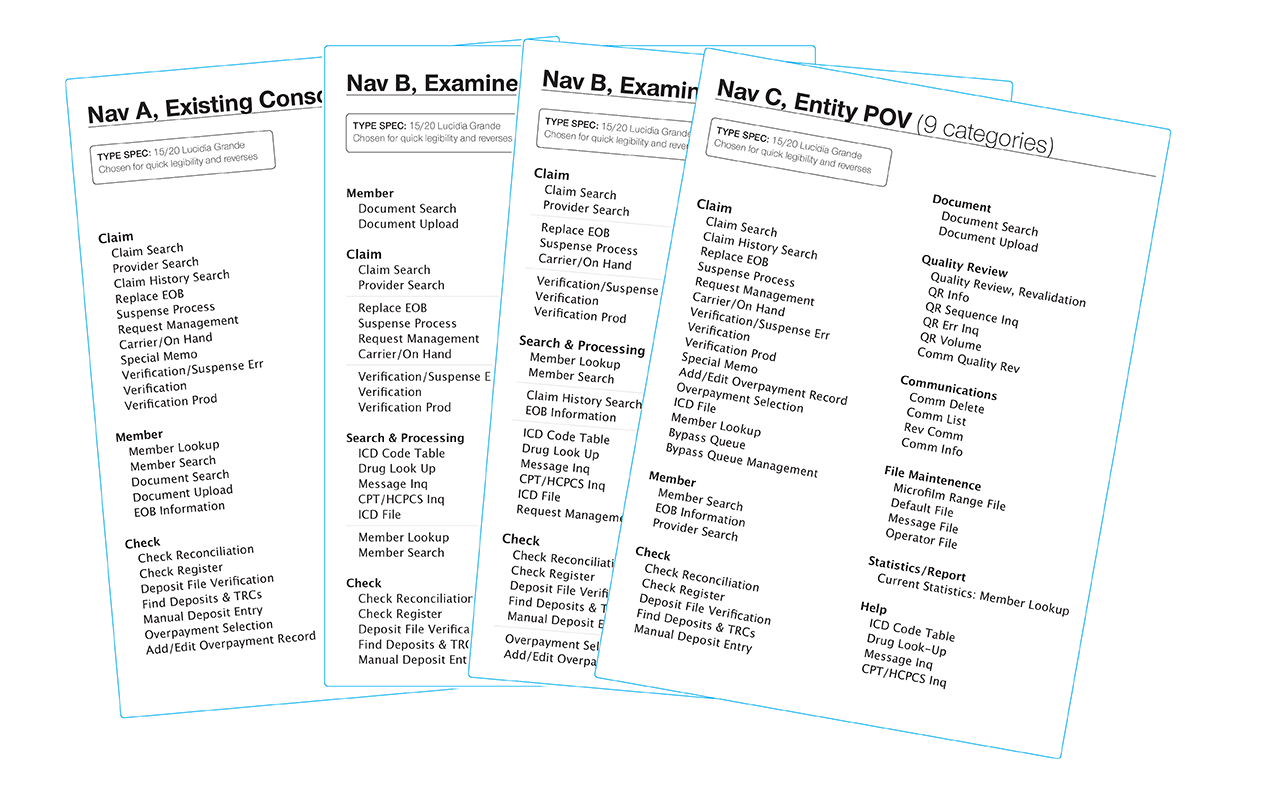 Nav A, Existing Conso
TYPE SPEC: 15/20 Lucidia Grande
Chosen for quick legibility and reverses
Claim
Claim Search
Provider Search
Claim History Search
Replace EOB
Suspense Process
Request Management
Carrier/On Hand
Special Memo
Verification/Suspense Err
Verification
Verification Prod
Member
Member Lookup
Member Search
Document Search
Document Upload
EOB Information
Check
Check Reconciliation
Check Register
Deposit File Verification
Find Deposits & TRCs
Manual Deposit Entry
Overpayment Selection
Add/Edit Overpayment Record
Nav B, Examine
TYPE SPEC: 15/20 Lucidia Grande
Chosen for quick legibility and reverses
Member
Document Search
Document Upload
Claim
Claim Search
Provider Search
Replace EOB
Suspense Process
Request Management
Carrier/On Hand
Verification/Suspense E
Verification
Verification Prod
Search & Processing
ICD Code Table
Drug Look Up
Message Inq
CPT/HCPCS Inq
ICD File
Member Lookup
Member Search
Check
Check Reconciliation
Check Register
Deposit File Verifica
Find Deposits & TRC
Manual Deposit Ent
Nav B, Examin
TYPE SPEC: 15/20 Lucidia Grande
Chosen for quick legibility and rever
Claim
Claim Search
Provider Search
Replace EOB
Suspense Process
Carrier/On Hand
Verification/Suspense
Verification
Verification Prod
Search & Processing
Member Lookup
Member Search
Claim History Search
EOB Information
ICD Code Table
Drug Look Up
Message Inq
CPT/HCPCS Inq
ICD File
Request Managem
Check
Check Reconciliati
Check Register
Deposit File Verifi
Find Deposits & T
Manual Deposit E
Overpayment Sel
Add/Edit Overpa
Nav C, Entity POV (9 categories)
TYPE SPEC: 15/20 Lucidia Grande
Chosen for quick legibility and reverses
Claim
Claim Search
Claim History Search
Replace EOB
Suspense Process
Request Management
Carrier/On Hand
Verification/Suspense Err
Verification
Verification Prod
Special Memo
Add/Edit Overpayment Record
Overpayment Selection
ICD File
Member Lookup
Bypass Queue
Bypass Queue Management
Member
Member Search
EOB Information
Provider Search
Check
Check Reconciliation
Check Register
Deposit File Verification
Find Deposits & TRCs
Manual Deposit Entry
Document
Document Search
Document Upload
Quality Review
Quality Review, Revalidation
QR Info
QR Sequence Inq
QR Err Inq
QR Volume
Comm Quality Rev
Communications
Comm Delete
Comm List
Rev Comm
Comm Info
File Maintenence
Microfilm Range File
Default File
Message File
Operator File
Statistics/Report
Current Statistics: Member Lookup
Help
ICD Code Table
Drug Look-Up
Message Inq
CPT/HCPCS Inq